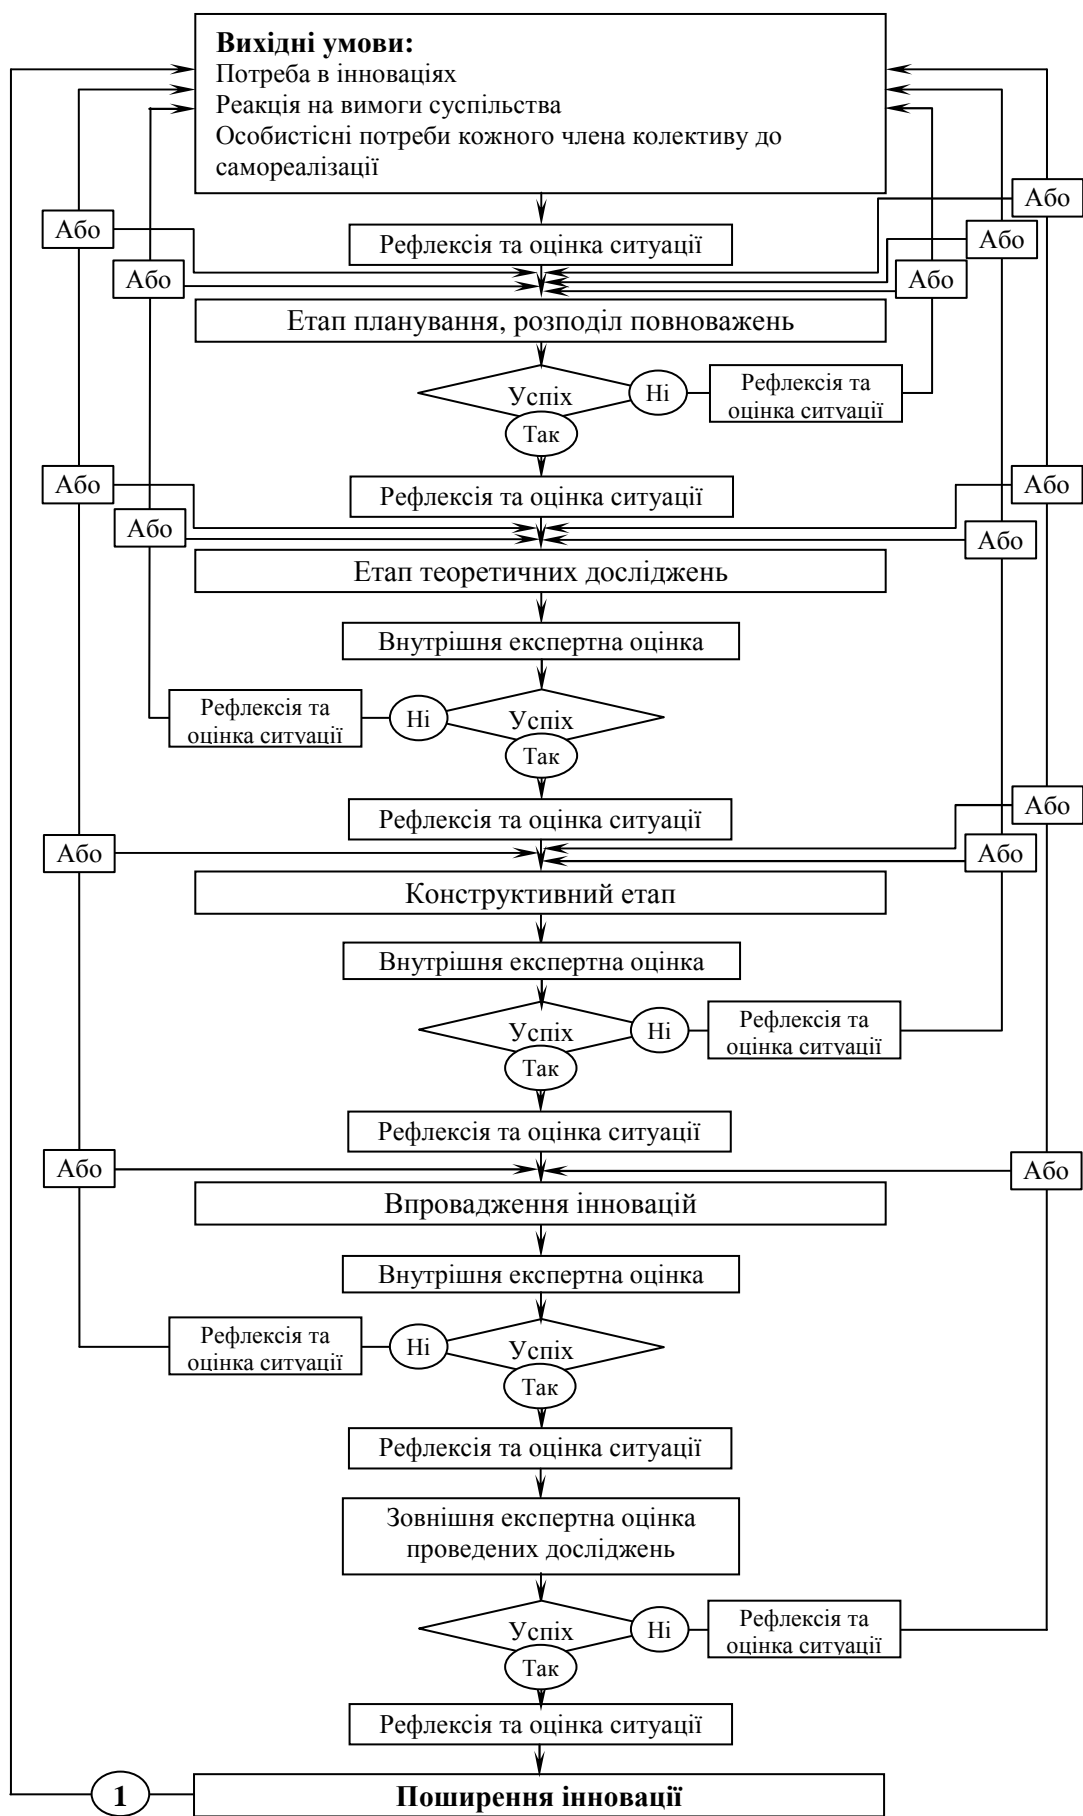 Вихідні умови:
Потреба в інноваціях
Реакція на вимоги суспільства
Особистісні потреби кожного члена колективу до
самореалізації
Або
Або
Рефлексія та оцінка ситуації
Або
Або
Або
Етап планування, розподіл повноважень
Успіх
Ні
Рефлексія та
оцінка ситуації
Так
Або
Рефлексія та оцінка ситуації
Або
Або
Або
Етап теоретичних досліджень
Внутрішня експертна оцінка
Рефлексія та
оцінка ситуації
Ні
Успіх
Так
Рефлексія та оцінка ситуації
Або
Або
Або
Конструктивний етап
Внутрішня експертна оцінка
Успіх
Ні
Рефлексія та
оцінка ситуації
Так
Рефлексія та оцінка ситуації
Або
Або
Впровадження інновацій
Внутрішня експертна оцінка
Рефлексія та
оцінка ситуації
Ні
Успіх
Так
Рефлексія та оцінка ситуації
Зовнішня експертна оцінка
проведених досліджень
Успіх
Ні
Рефлексія та
оцінка ситуації
Так
Рефлексія та оцінка ситуації
1
Поширення інновації